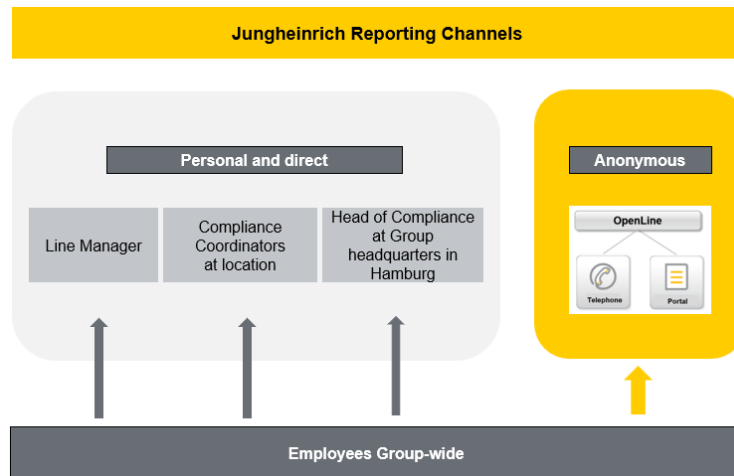 Jungheinrich Reporting Channels
Personal and direct
Anonymous
Line Manager
Compliance
Coordinators
at location
Head of Compliance
at Group
headquarters in
Hamburg
OpenLine
Telephone
Portal
Employees Group-wide